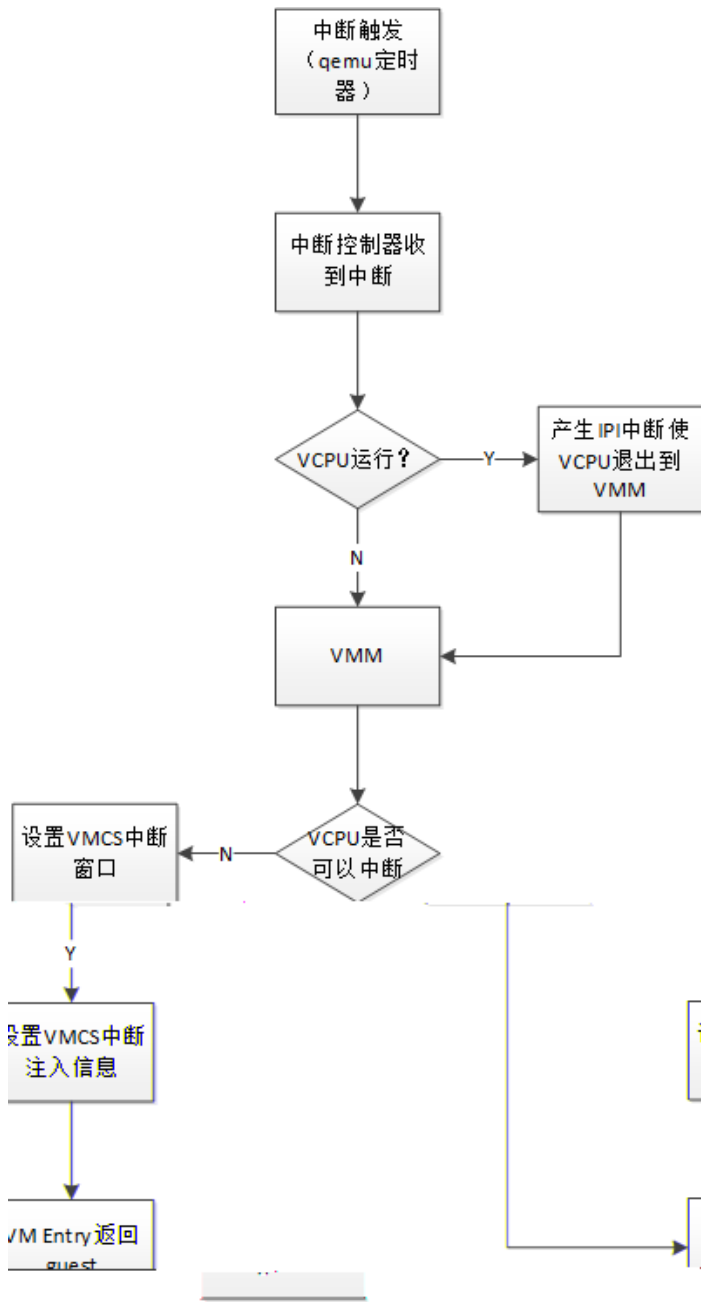 中断触发
（qemu定时
器）
中断控制器收
到中断
VCPU运行？
Y
产生IPI中断使
VCPU退出到
VMM
N
VMM
设置VMCS中断
窗口
N
VCPU是否
可以中断
Y
设置VMCS中断
注入信息
VM Entry返回
guest